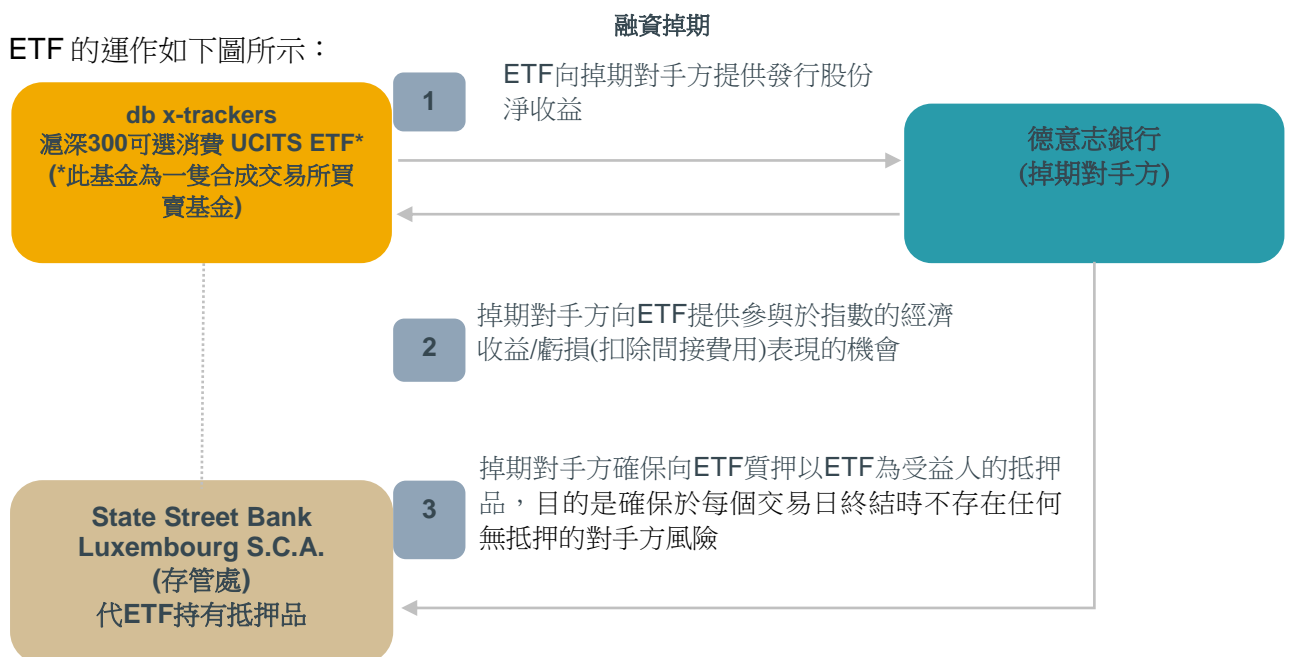 融資掉期
ETF 的運作如下圖所示：
db x-trackers
滬深300可選消費 UCITS ETF*
(*此基金為一隻合成交易所買
賣基金)
1
ETF向掉期對手方提供發行股份
淨收益
德意志銀行
(掉期對手方)
2
掉期對手方向ETF提供參與於指數的經濟
收益/虧損(扣除間接費用)表現的機會
3
掉期對手方確保向ETF質押以ETF為受益人的抵押
品，目的是確保於每個交易日終結時不存在任何
無抵押的對手方風險
State Street Bank
Luxembourg S.C.A.
(存管處)
代ETF持有抵押品